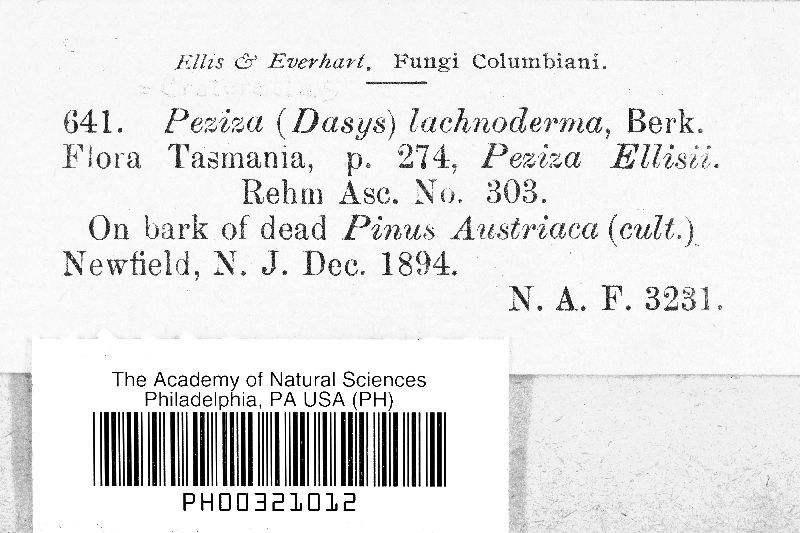 Ellis & Everhart. Fungi Columbiani.
641. Peziza (Dasys) lachnoderma, Berk.
Flora Tasmania, p. 274, Peziza Ellisii.
Rehm Asc. No. 303.
On bark of dead Pinus Austriaca (cult.)
Newfield, N. J. Dec. 1894.
N. A. F. 3231.
The Academy of Natural Sciences
Philadelphia, PA USA (PH)
PH00321012